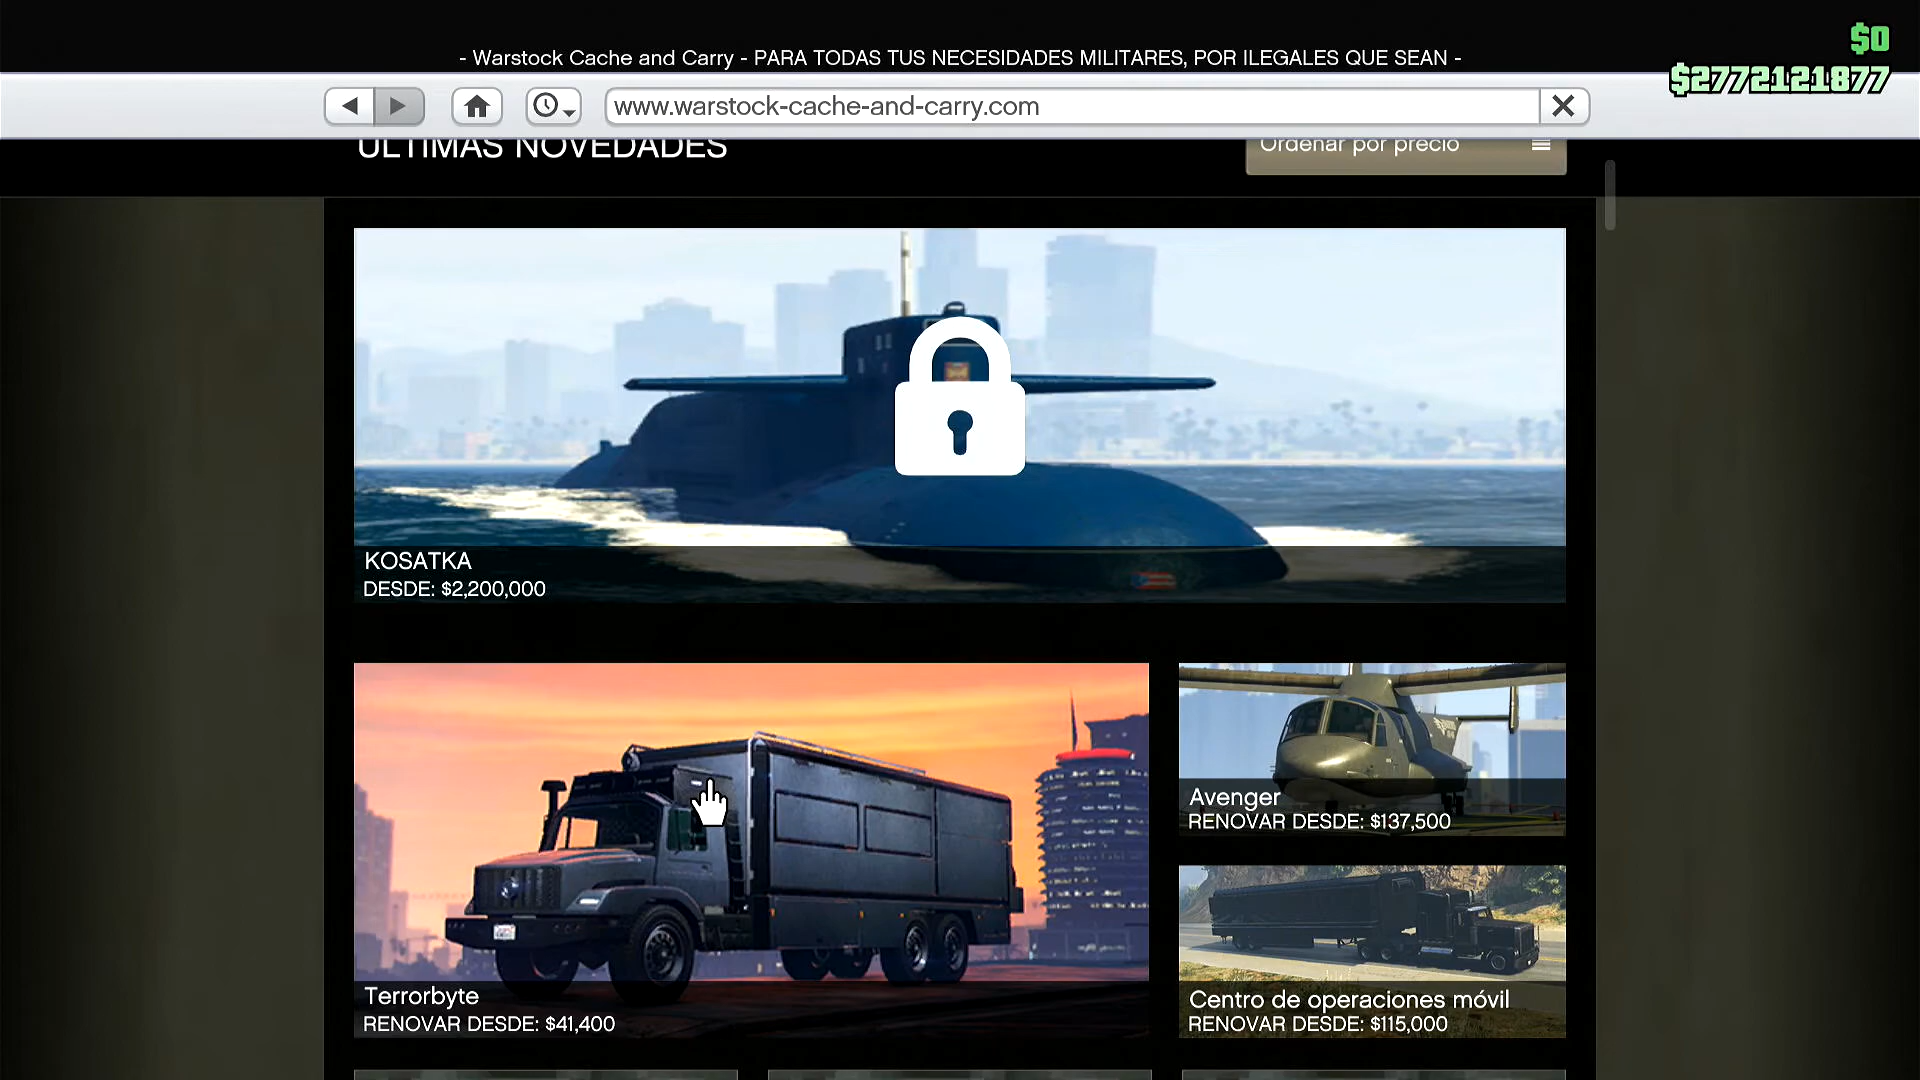 $0
- Warstock Cache and Carry - PARA TODAS TUS NECESIDADES MILITARES, POR ILEGALES QUE SEAN -
$2772121877
www.warstock-cache-and-carry.com
ÚLTIMAS NOVEDADES
Ordenar por precio
KOSATKA
DESDE: $2,200,000
Terrorbyte
RENOVAR DESDE: $41,400
Avenger
RENOVAR DESDE: $137,500
Centro de operaciones móvil
RENOVAR DESDE: $115,000